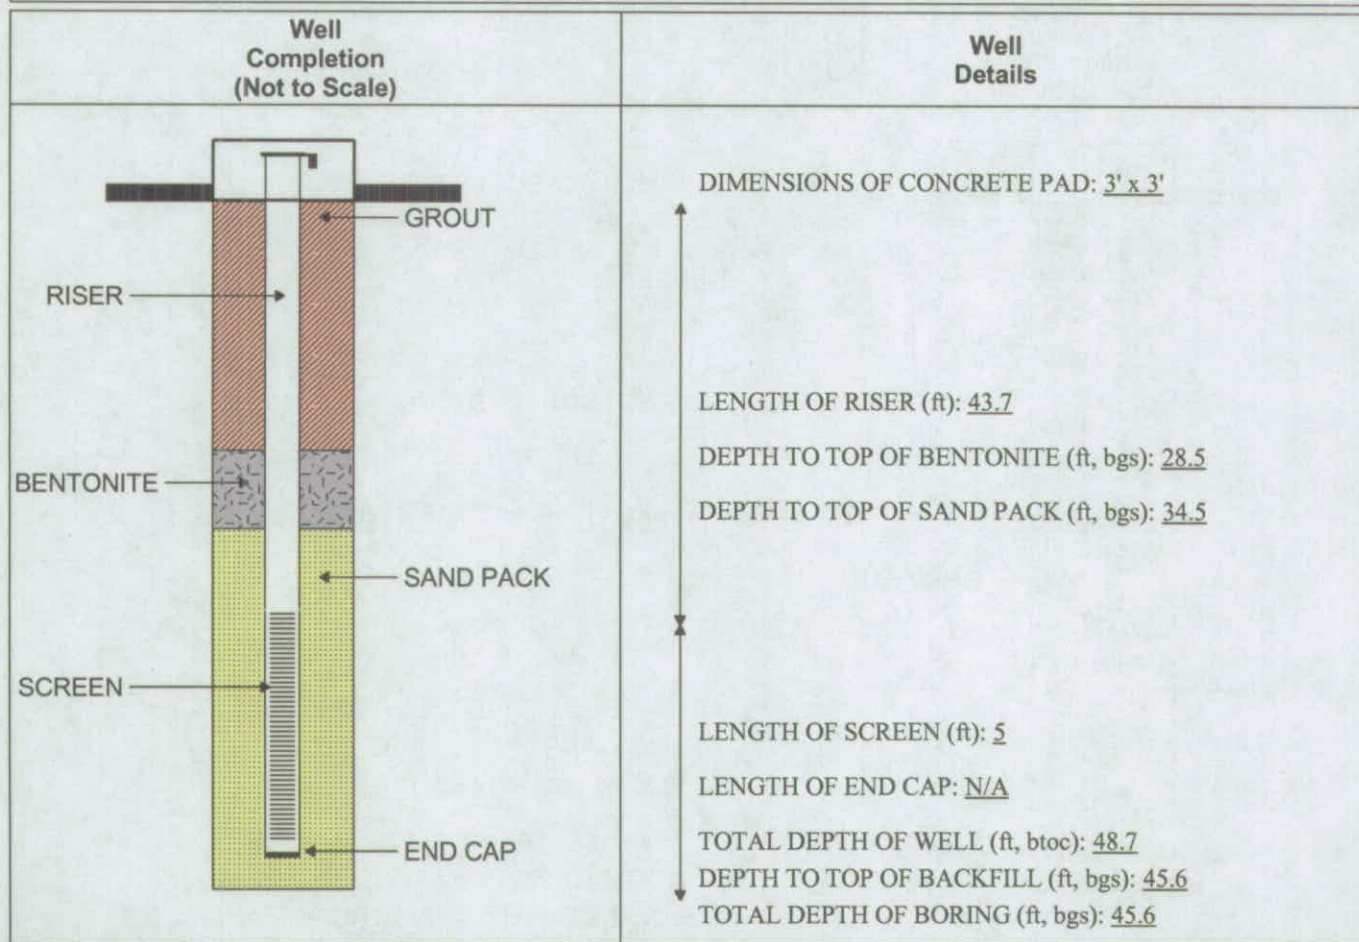 Well
Completion
(Not to Scale)
Well
Details
GROUT
RISER
BENTONITE
SAND PACK
SCREEN
END CAP
DIMENSIONS OF CONCRETE PAD: 3' x 3'
LENGTH OF RISER (ft): 43.7
DEPTH TO TOP OF BENTONITE (ft, bgs): 28.5
DEPTH TO TOP OF SAND PACK (ft, bgs): 34.5
LENGTH OF SCREEN (ft): 5
LENGTH OF END CAP: N/A
TOTAL DEPTH OF WELL (ft, btoc): 48.7
DEPTH TO TOP OF BACKFILL (ft, bgs): 45.6
TOTAL DEPTH OF BORING (ft, bgs): 45.6